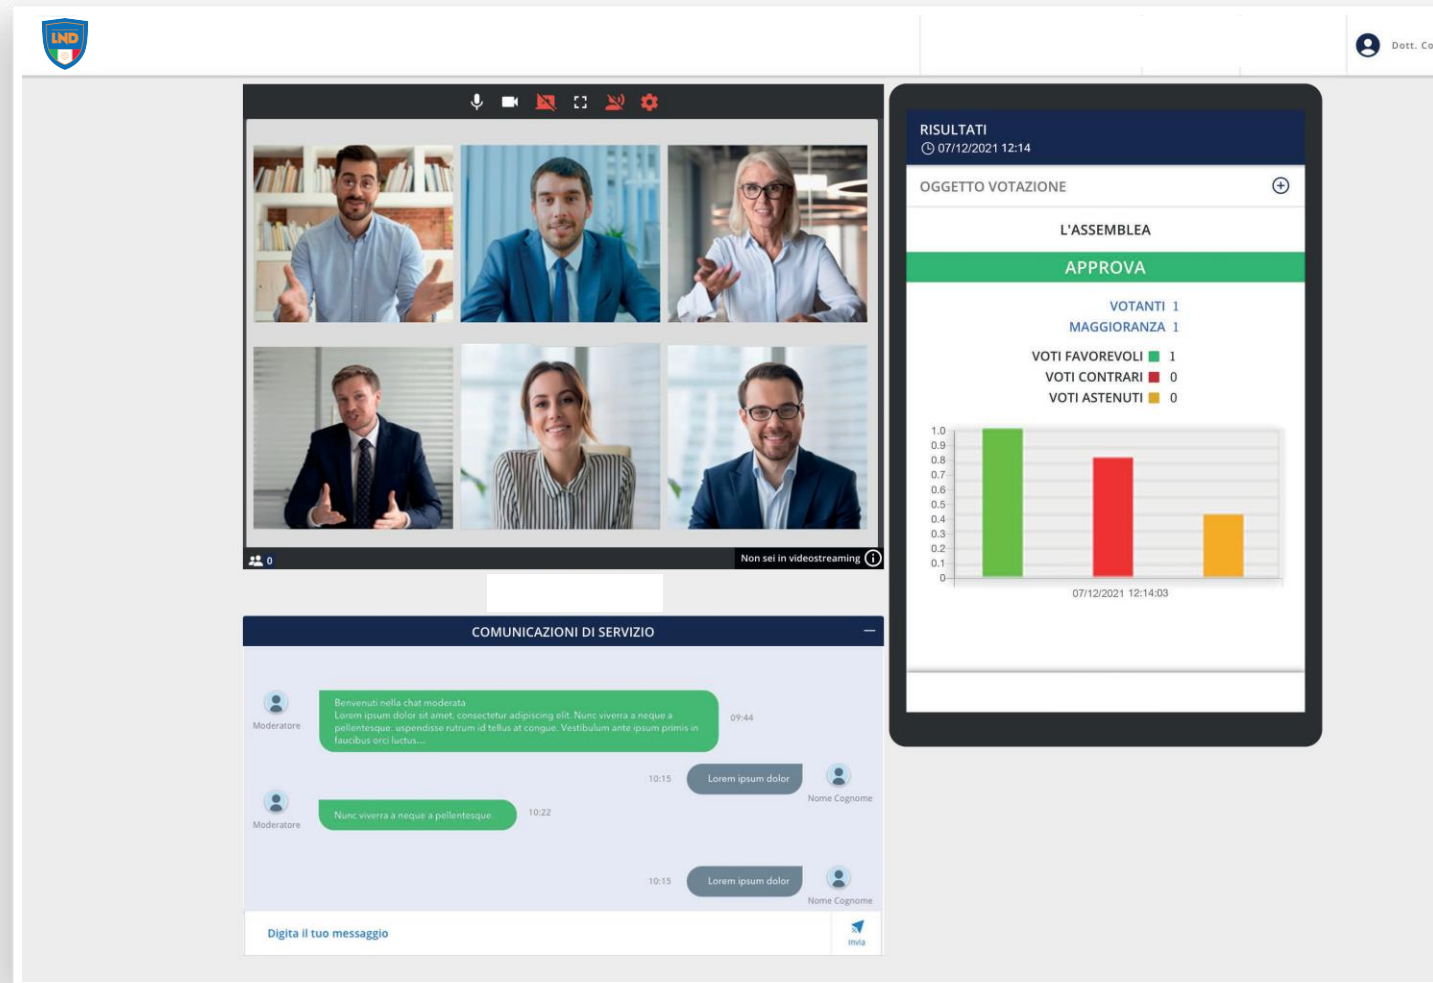 LND
Dott. Co
RISULTATI
07/12/2021 12:14
OGGETTO VOTAZIONE
L'ASSEMBLEA
APPROVA
VOTANTI 1
MAGGIORANZA 1
VOTI FAVOREVOLI 1
VOTI CONTRARI 0
VOTI ASTENUTI 0
1.0
0.9
0.8
0.7
0.6
0.5
0.4
0.3
0.2
0.1
0
07/12/2021 12:14:03
0
Non sei in videostreaming
COMUNICAZIONI DI SERVIZIO
Moderatore
Benvenuti nella chat moderata
Lorem ipsum dolor sit amet, consectetur adipiscing elit. Nunc viverra a neque a
pellentesque. uspendisse rutrum id tellus at congue. Vestibulum ante ipsum primis in
faucibus orci luctus...
09:44
10:15
Lorem ipsum dolor
Nome Cognome
Moderatore
Nunc viverra a neque a pellentesque.
10:22
10:15
Lorem ipsum dolor
Nome Cognome
Digita il tuo messaggio
Invia